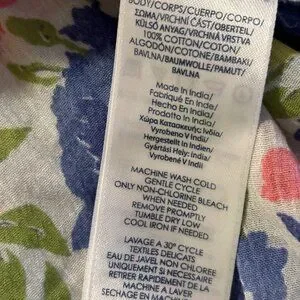 BODY/CORPS/CUERPO/CORPO/
ΣΩΜΑ/VRCHNÍ ČÁST/OBERTEIL/
KÜLSŐ ANYAG/VRCHNÁ VRSTVA
100% COTTON/COTON/
ALGODÓN/COTONE/ΒΑΜΒΑΚΙ/
BAVLNA/BAUMWOLLE/PAMUT/
BAVLNA
Made In India/
Fabriqué En Inde/
Hecho En India/
Prodotto In India/
Χώρα Κατασκευής: Ινδία/
Vyrobeno V Indii/
Hergestellt in Indien/
Gyártási Hely: India/
Vyrobené V Indii
MACHINE WASH COLD
GENTLE CYCLE
ONLY NON-CHLORINE BLEACH
WHEN NEEDED
REMOVE PROMPTLY
TUMBLE DRY LOW
COOL IRON IF NEEDED
LAVAGE A 30° CYCLE
TEXTILES DELICATS
EAU DE JAVEL NON CHLOREE
UNIQUEMENT SI NECESSAIRE
RETIRER RAPIDEMENT DE
LA MACHINE A LAVER
SECHAGE EN MACHINE